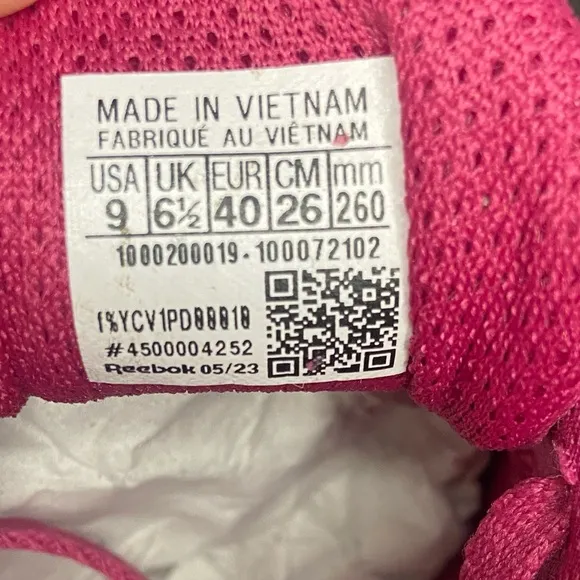 MADE IN VIETNAM
FABRIQUÉ AU VIÊTNAM
USA UK EUR CM mm
9 6½ 40 26 260
1000200019-100072102
#4500004252
Reebok 05/23